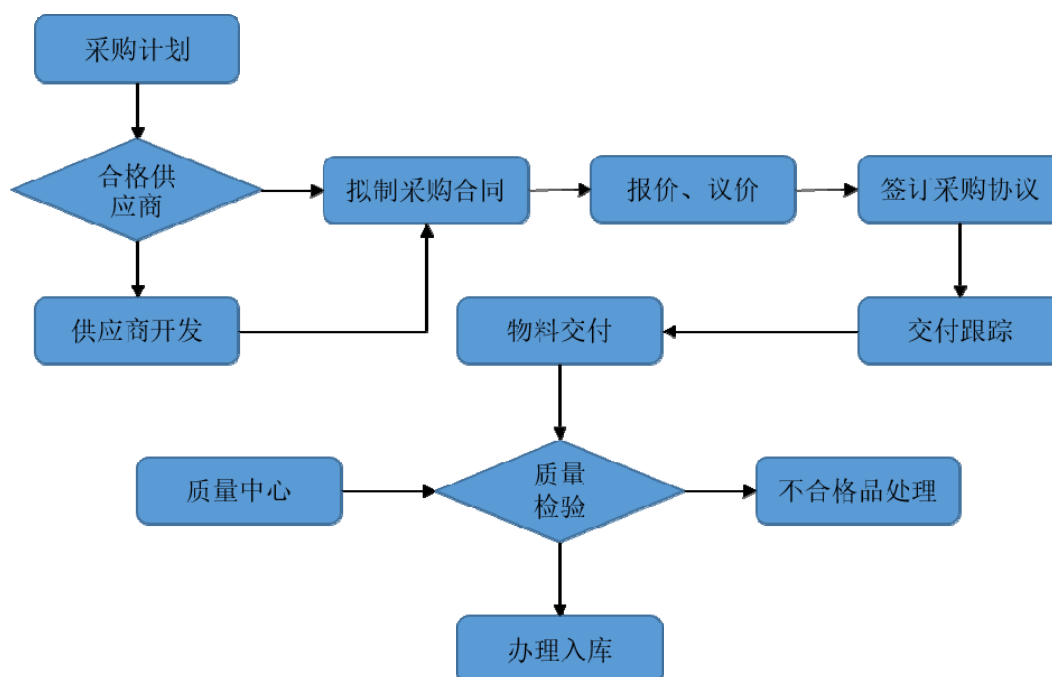 采购计划
合格供
应商
拟制采购合同
报价、议价
签订采购协议
供应商开发
物料交付
交付跟踪
质量中心
质量
检验
不合格品处理
办理入库